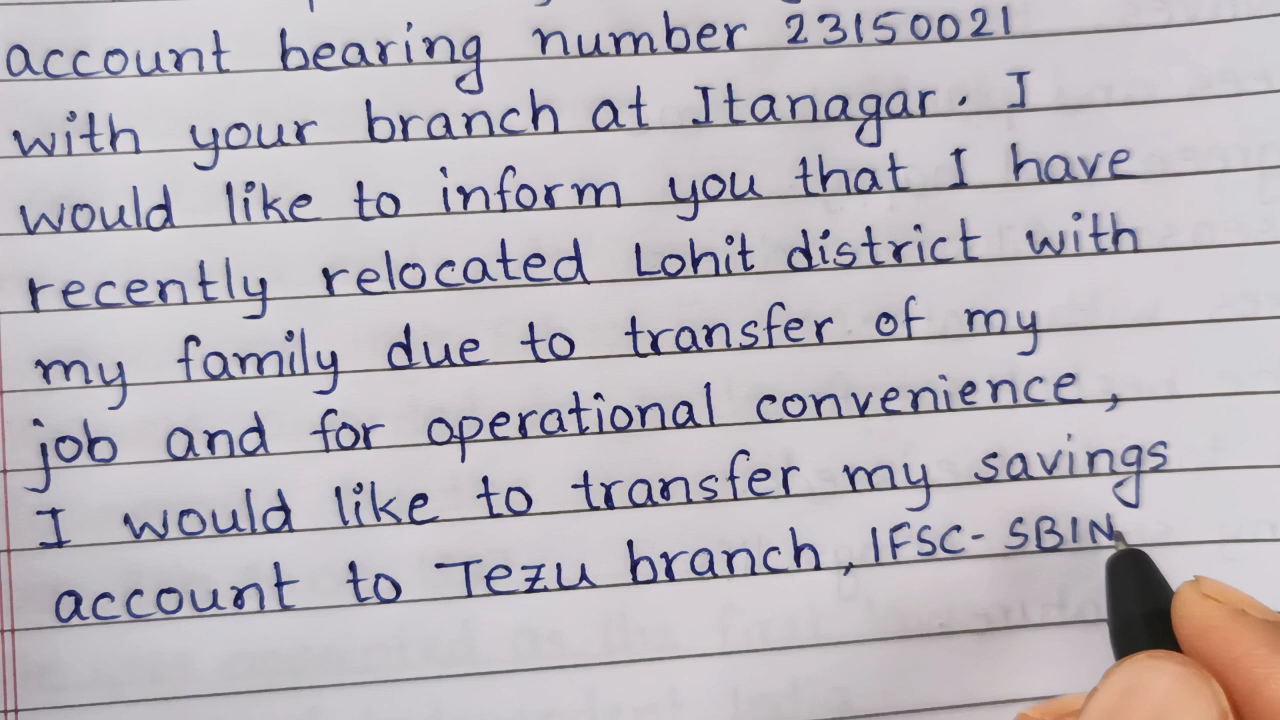 account bearing number 23150021
with your branch at Itanagar. I
would like to inform you that I have
recently relocated Lohit district with
my family due to transfer of my
job and for operational convenience,
I would like to transfer my savings
account to Tezu branch, IFSC- SBIN